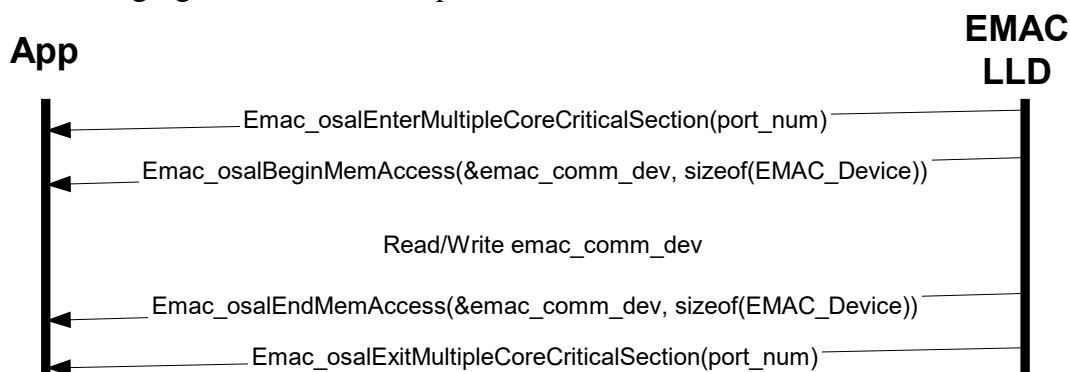 App
EMAC
LLD
Emac_osalEnterMultipleCoreCriticalSection(port_num)
Emac_osalBeginMemAccess(&emac_comm_dev, sizeof(EMAC_Device))
Read/Write emac_comm_dev
Emac_osalEndMemAccess(&emac_comm_dev, sizeof(EMAC_Device))
Emac_osalExitMultipleCoreCriticalSection(port_num)